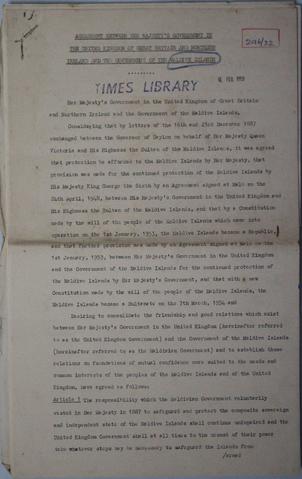 AGREEMENT BETWEEN HER MAJESTY'S GOVERNMENT IN
THE UNITED KINGDOM OF GREAT BRITAIN AND NORTHERN
IRELAND AND THE GOVERNMENT OF THE MALDIVE ISLANDS
TIMES LIBRARY
FEB
Her Majesty's Government in the United Kingdom of Great Britain
and Northern Ireland and the Government of the Maldive Islands,
Considering that by letters of the 16th and 23rd December 1887
exchanged between the Governor of Ceylon on behalf of Her Majesty Queen
Victoria and His Highness the Sultan of the Maldive Islands, it was agreed
that protection be afforded to the Maldive Islands by Her Majesty, that
provision was made for the continued protection of the Maldive Islands by
His Majesty King George the Sixth by an Agreement signed at Malé on the
24th April, 1948, between His Majesty's Government in the United Kingdom and
His Highness the Sultan of the Maldive Islands, and that by a Constitution
made by the will of the people of the Maldive Islands which came into
operation on the 1st January, 1953, the Maldive Islands became a Republic,
and that further provision was made by an Agreement signed at Malé on the
1st January, 1953, between Her Majesty's Government in the United Kingdom
and the Government of the Maldive Islands for the continued protection of
the Maldive Islands by Her Majesty's Government, and that with a new
Constitution made by the will of the people of the Maldive Islands, the
Maldive Islands became a Sultanate on the 7th March, 1954 and
Desiring to consolidate the friendship and good relations which exist
between Her Majesty's Government in the United Kingdom (hereinafter referred
to as the United Kingdom Government) and the Government of the Maldive Islands
(hereinafter referred to as the Maldivian Government) and to establish those
relations on foundations of mutual confidence more suited to the needs and
common interests of the peoples of the Maldive Islands and of the United
Kingdom, have agreed as follows:
Article 1 The responsibility which the Maldivian Government voluntarily
vested in Her Majesty in 1887 to safeguard and protect the composite sovereign
and independent state of the Maldive Islands shall continue unimpaired and the
United Kingdom Government shall at all times to the utmost of their power
take whatever steps may be necessary to safeguard the Islands from
/armed